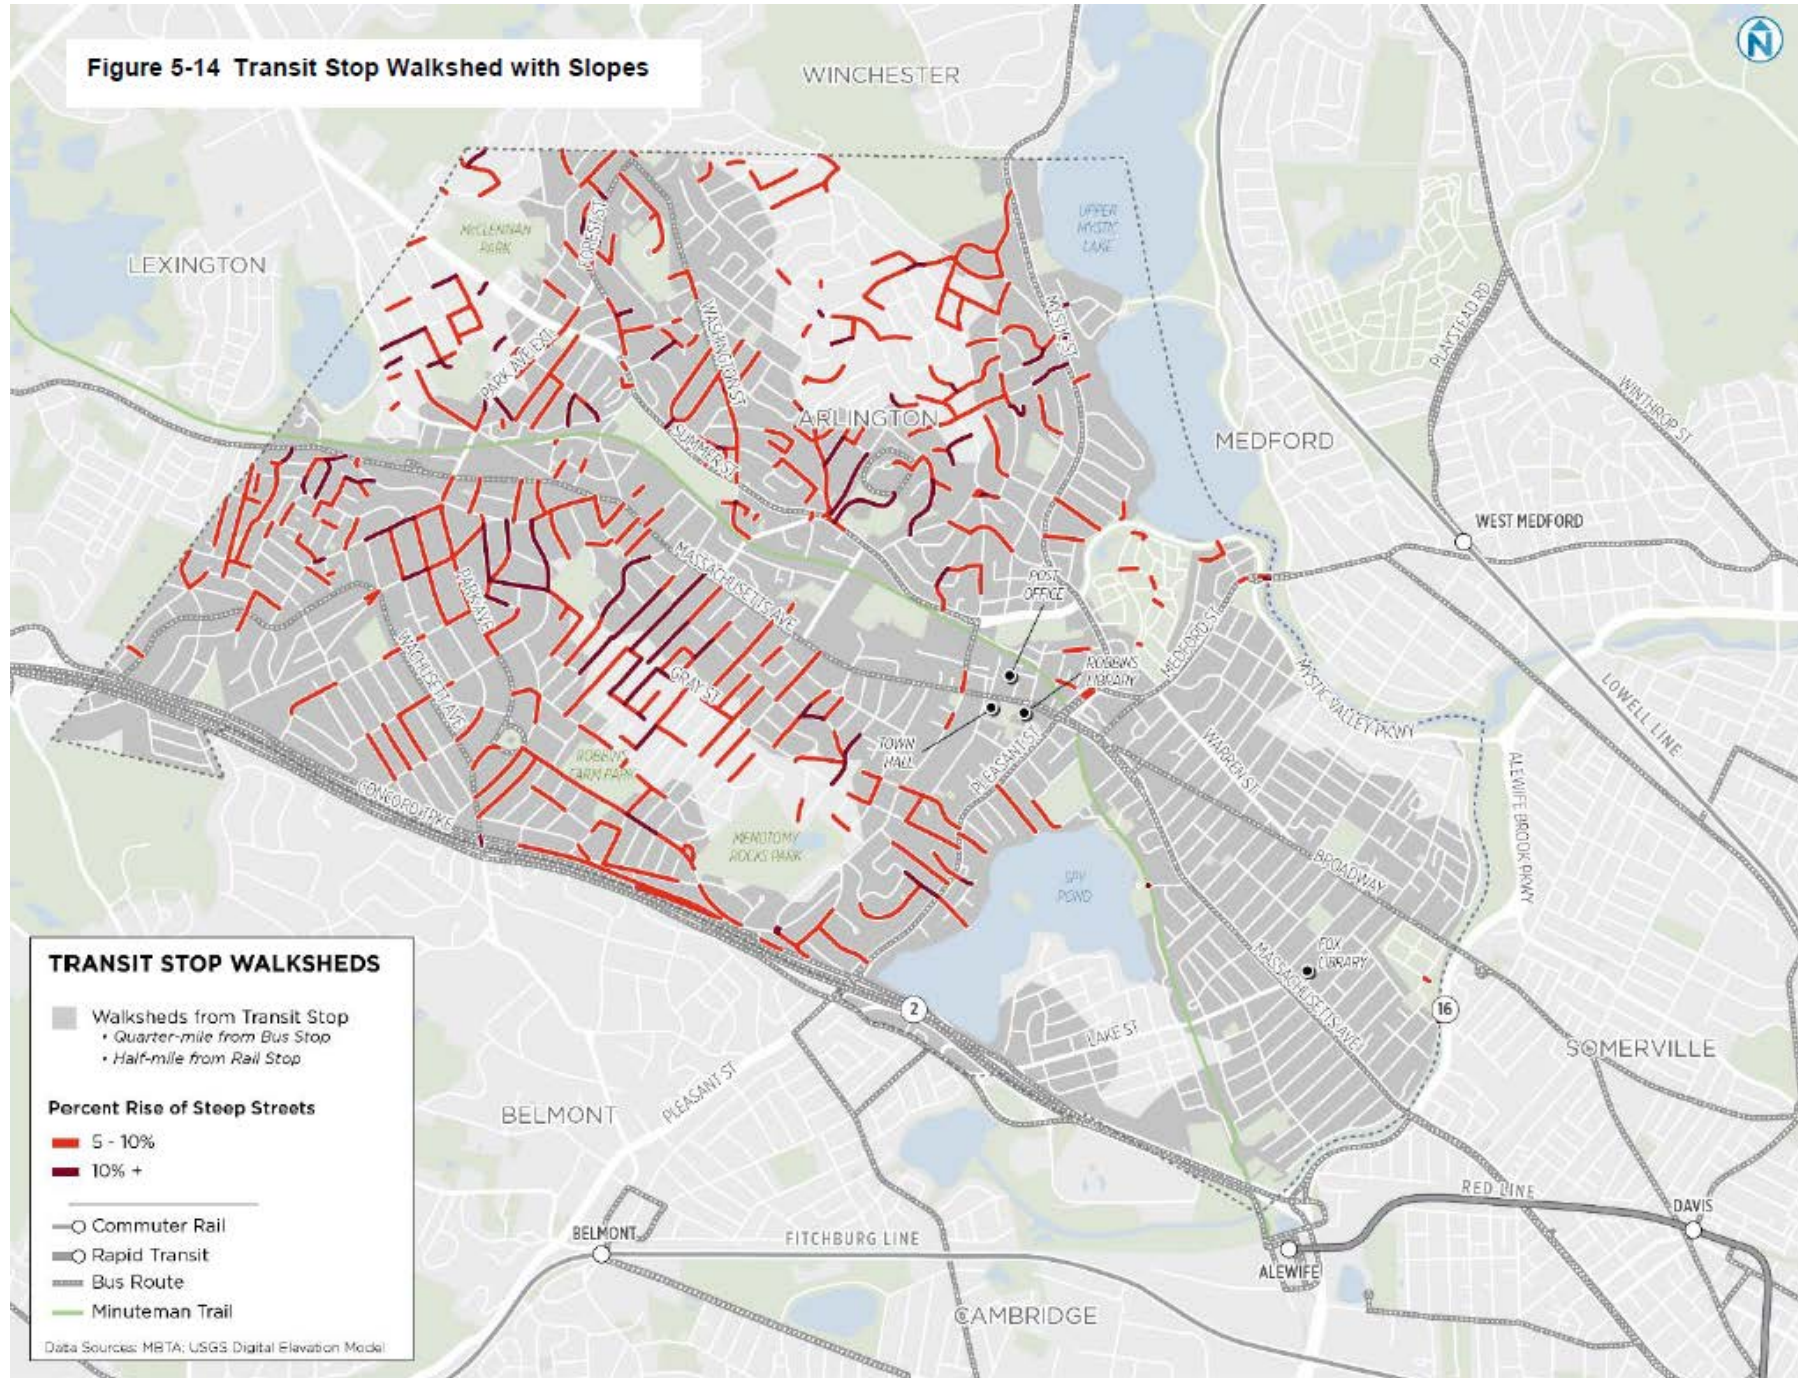 Figure 5-14 Transit Stop Walkshed with Slopes
N
WINCHESTER
LEXINGTON
McCLENNAN
PARK
FOREST ST
UPPER
MYSTIC
LAKE
PARK AVE EXT
WASHINGTON ST
MYSTIC ST
PLAYSTEAD RD
WINTHROP ST
ARLINGTON
MEDFORD
SUMMER ST
WEST MEDFORD
MASSACHUSETTS AVE
POST
OFFICE
PARK AVE
WACHUSETT AVE
GRAY ST
ROBBINS
LIBRARY
MEDFORD ST
MYSTIC VALLEY PKWY
LOWELL LINE
TOWN
HALL
PLEASANT ST
WARREN ST
ROBBINS
FARM PARK
CONCORD TPKE
ALEWIFE BROOK PKWY
MENOTOMY
ROCKS PARK
SPY
POND
BROADWAY
FOX
LIBRARY
MASSACHUSETTS AVE
2
16
LAKE ST
SOMERVILLE
BELMONT
PLEASANT ST
RED LINE
DAVIS
BELMONT
FITCHBURG LINE
ALEWIFE
CAMBRIDGE
TRANSIT STOP WALKSHEDS
Walksheds from Transit Stop
• Quarter-mile from Bus Stop
• Half-mile from Rail Stop
Percent Rise of Steep Streets
5 - 10%
10% +
Commuter Rail
Rapid Transit
Bus Route
Minuteman Trail
Data Sources: MBTA; USGS Digital Elevation Model